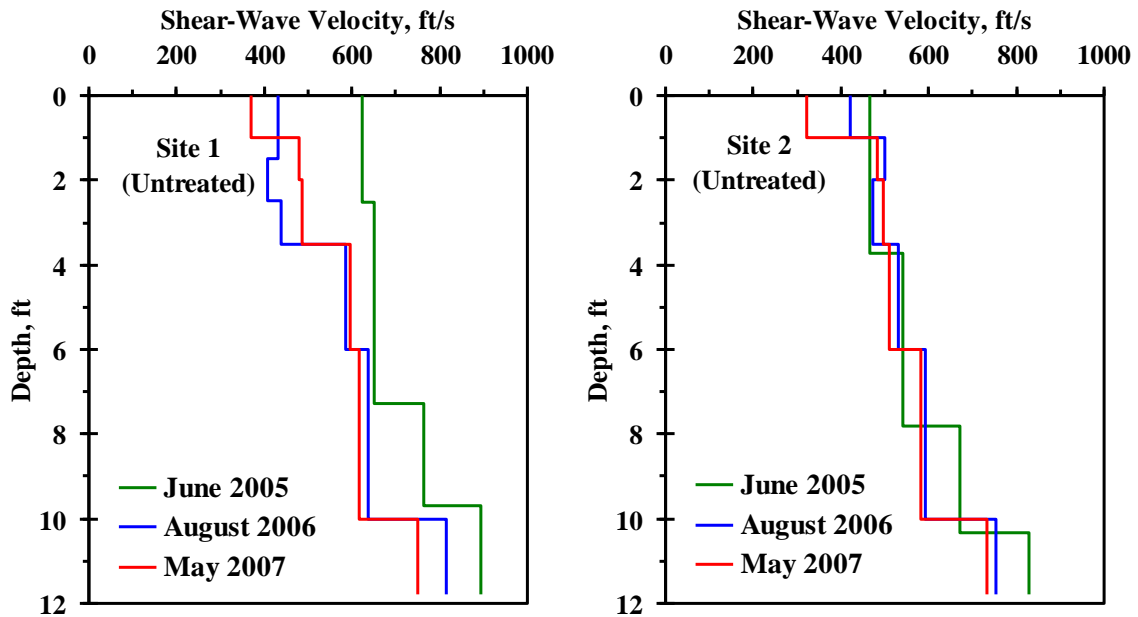 Shear-Wave Velocity, ft/s
0 200 400 600 800 1000
0
2
4
6
8
10
12
Depth, ft
Site 1
(Untreated)
June 2005
August 2006
May 2007
Shear-Wave Velocity, ft/s
0 200 400 600 800 1000
0
2
4
6
8
10
12
Depth, ft
Site 2
(Untreated)
June 2005
August 2006
May 2007